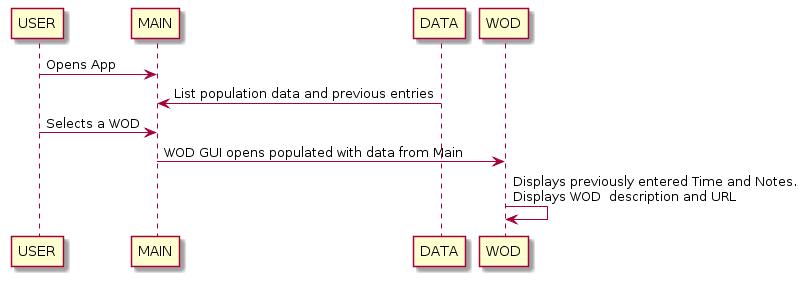 USER MAIN DATA WOD
Opens App
List population data and previous entries
Selects a WOD
WOD GUI opens populated with data from Main
Displays previously entered Time and Notes.
Displays WOD  description and URL
USER MAIN DATA WOD